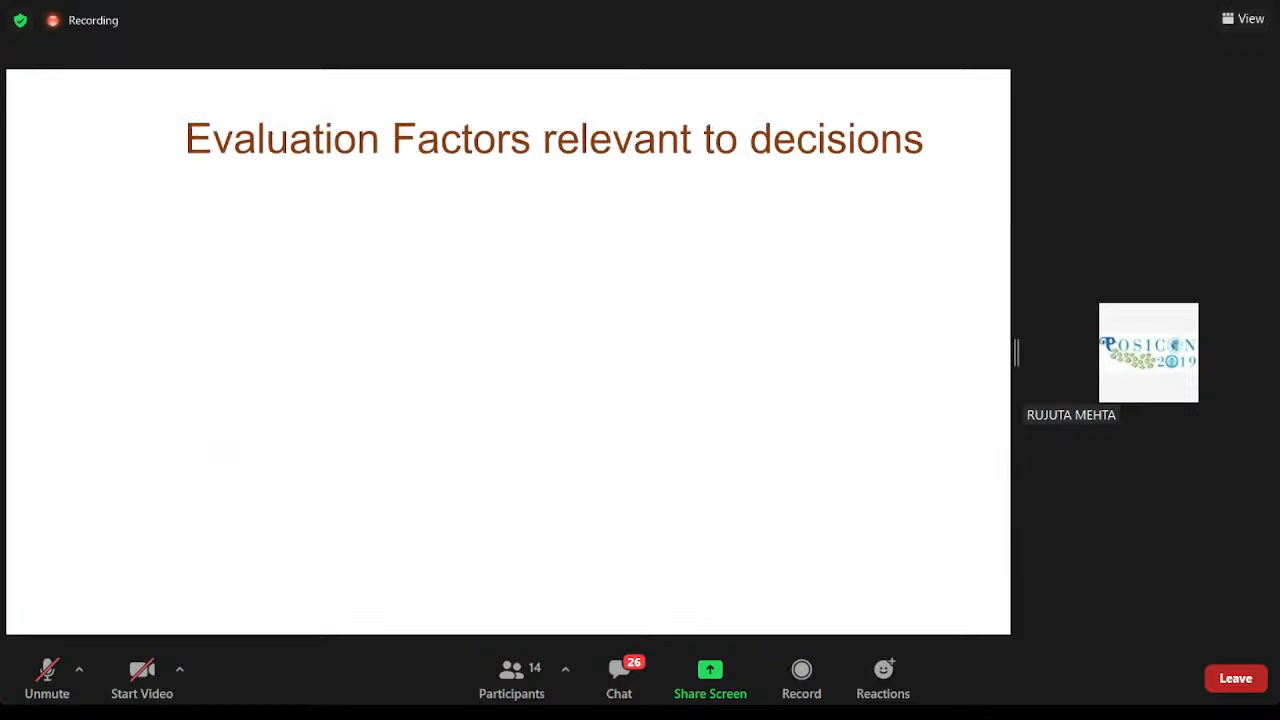 Recording
View
Evaluation Factors relevant to decisions
POSICON
2019
RUJUTA MEHTA
Unmute
Start Video
14
Participants
26
Chat
Share Screen
Record
Reactions
Leave